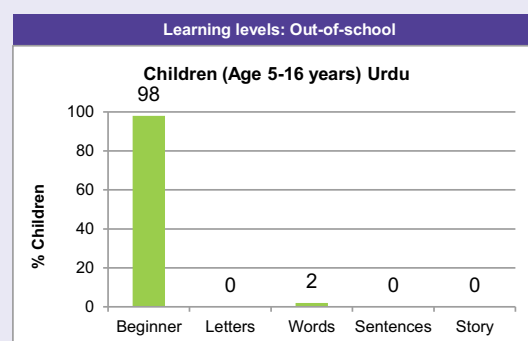 Learning levels: Out-of-school
Children (Age 5-16 years) Urdu
98
100
80
60
40
20
0
% Children
0
2
0
0
Beginner
Letters
Words
Sentences
Story